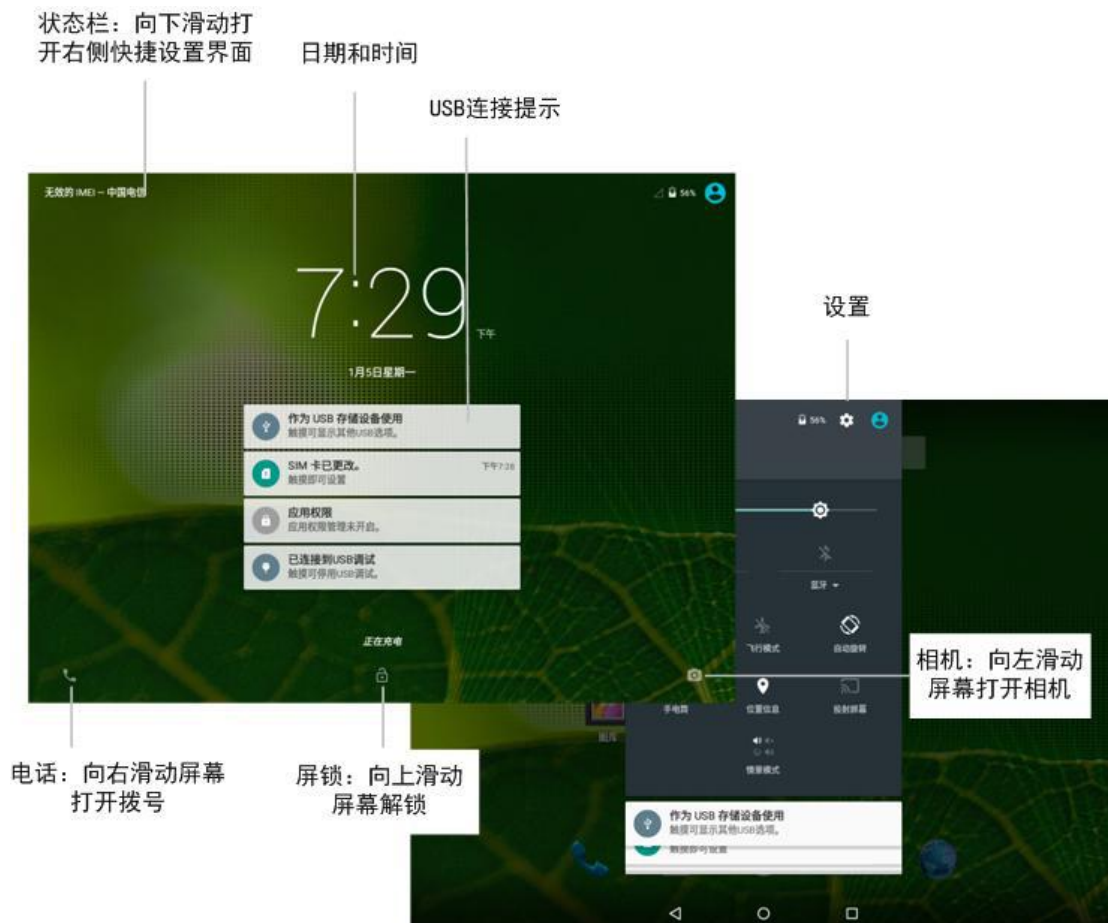 状态栏：向下滑动打
开右侧快捷设置界面
日期和时间
USB连接提示
无效的 IMEI — 中国电信
56%
7:29
下午
1月5日星期一
设置
作为 USB 存储设备使用
触摸可显示其他USB选项。
SIM 卡已更改。
下午7:28
触摸即可设置
应用权限
应用权限管理未开启。
已连接到USB调试
触摸可停用USB调试。
正在充电
56%
蓝牙
飞行模式
自动旋转
相机：向左滑动
屏幕打开相机
手电筒
位置信息
投射屏幕
图库
情景模式
电话：向右滑动屏幕
打开拨号
屏锁：向上滑动
屏幕解锁
作为 USB 存储设备使用
触摸可显示其他USB选项。
触摸即可设置